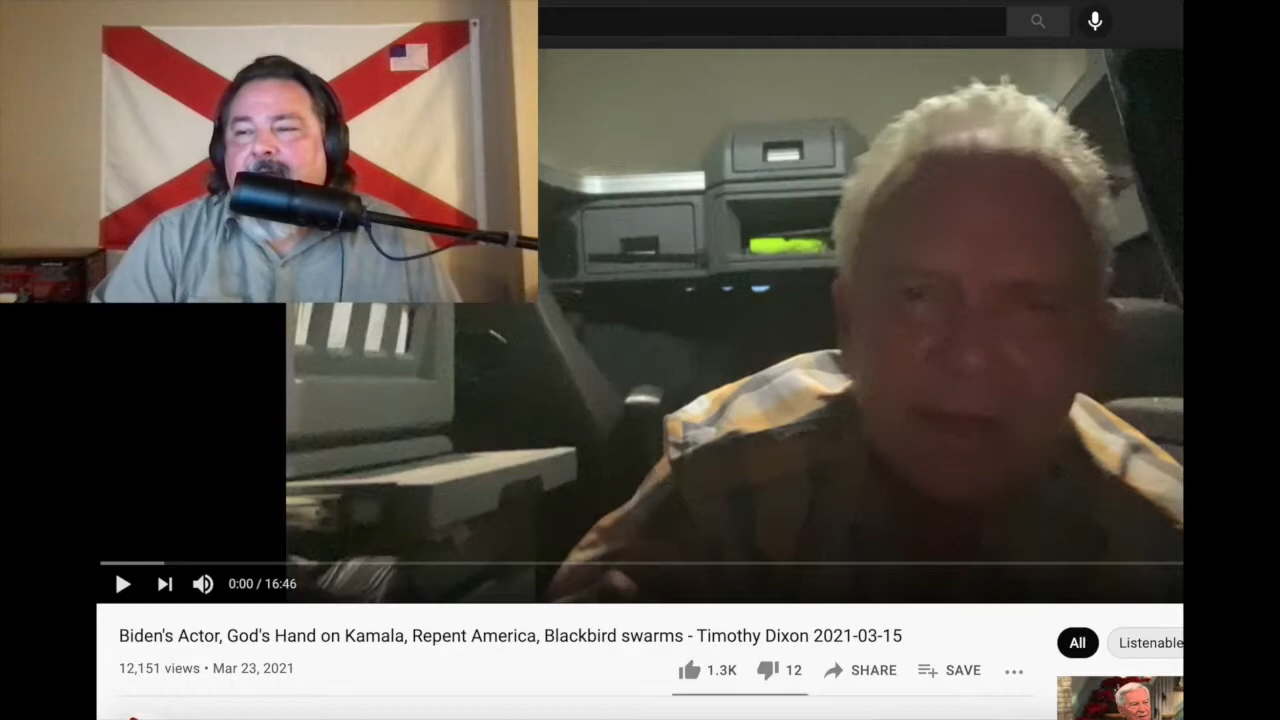 0:00 / 16:46
Biden's Actor, God's Hand on Kamala, Repent America, Blackbird swarms - Timothy Dixon 2021-03-15
12,151 views • Mar 23, 2021
1.3K 12 SHARE SAVE
All Listenable